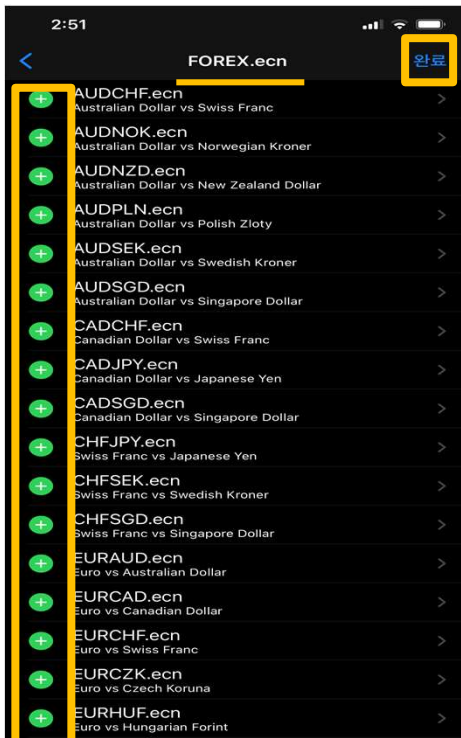 2:51
FOREX.ecn
완료
AUDCHF.ecn
Australian Dollar vs Swiss Franc
AUDNOK.ecn
Australian Dollar vs Norwegian Kroner
AUDNZD.ecn
Australian Dollar vs New Zealand Dollar
AUDPLN.ecn
Australian Dollar vs Polish Zloty
AUDSEK.ecn
Australian Dollar vs Swedish Kroner
AUDSGD.ecn
Australian Dollar vs Singapore Dollar
CADCHF.ecn
Canadian Dollar vs Swiss Franc
CADJPY.ecn
Canadian Dollar vs Japanese Yen
CADSGD.ecn
Canadian Dollar vs Singapore Dollar
CHFJPY.ecn
Swiss Franc vs Japanese Yen
CHFSEK.ecn
Swiss Franc vs Swedish Kroner
CHFSGD.ecn
Swiss Franc vs Singapore Dollar
EURAUD.ecn
Euro vs Australian Dollar
EURCAD.ecn
Euro vs Canadian Dollar
EURCHF.ecn
Euro vs Swiss Franc
EURCZK.ecn
Euro vs Czech Koruna
EURHUF.ecn
Euro vs Hungarian Forint